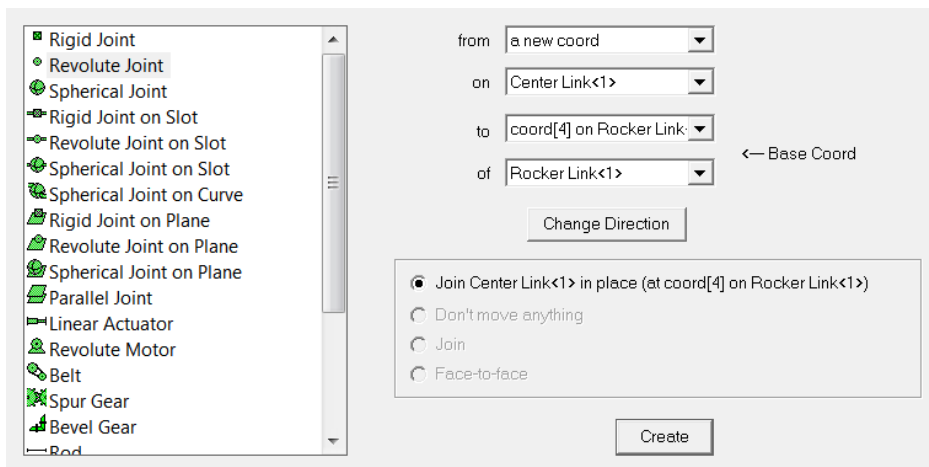 Rigid Joint
Revolute Joint
Spherical Joint
Rigid Joint on Slot
Revolute Joint on Slot
Spherical Joint on Slot
Spherical Joint on Curve
Rigid Joint on Plane
Revolute Joint on Plane
Spherical Joint on Plane
Parallel Joint
Linear Actuator
Revolute Motor
Belt
Spur Gear
Bevel Gear
Rod
from a new coord
on Center Link<1>
to coord[4] on Rocker Link
<— Base Coord
of Rocker Link<1>
Change Direction
Join Center Link<1> in place (at coord[4] on Rocker Link<1>)
Don't move anything
Join
Face-to-face
Create